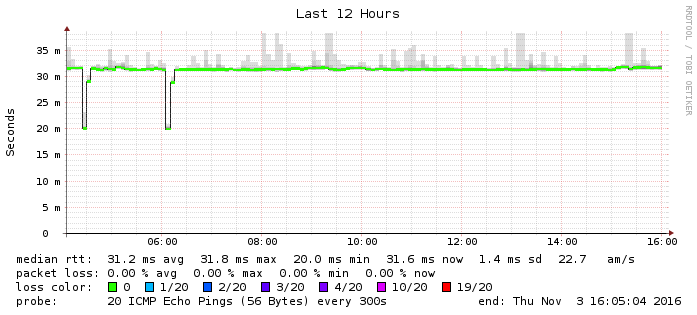 Last 12 Hours
RRDTOOL / TOBI OETIKER
Seconds
35 m
30 m
25 m
20 m
15 m
10 m
5 m
0
06:00 08:00 10:00 12:00 14:00 16:00
median rtt: 31.2 ms avg 31.8 ms max 20.0 ms min 31.6 ms now 1.4 ms sd 22.7 am/s
packet loss: 0.00 % avg 0.00 % max 0.00 % min 0.00 % now
loss color: 0 1/20 2/20 3/20 4/20 10/20 19/20
probe: 20 ICMP Echo Pings (56 Bytes) every 300s end: Thu Nov 3 16:05:04 2016